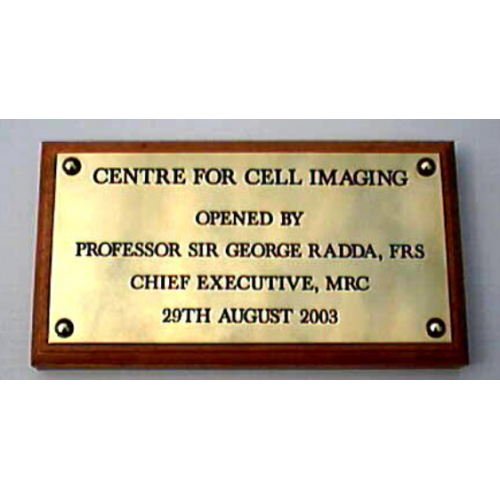 CENTRE FOR CELL IMAGING
OPENED BY
PROFESSOR SIR GEORGE RADDA, FRS
CHIEF EXECUTIVE, MRC
29TH AUGUST 2003